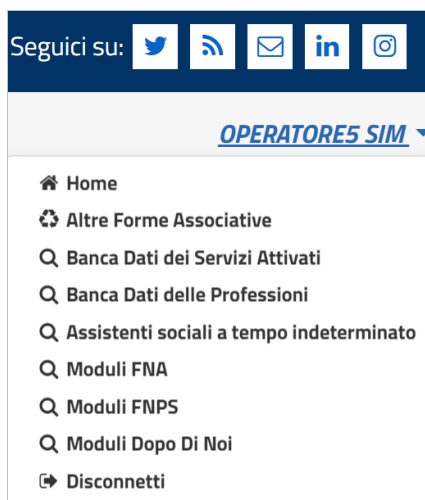 Seguici su:
OPERATORE5 SIM
Home
Altre Forme Associative
Banca Dati dei Servizi Attivati
Banca Dati delle Professioni
Assistenti sociali a tempo indeterminato
Moduli FNA
Moduli FNPS
Moduli Dopo Di Noi
Disconnetti